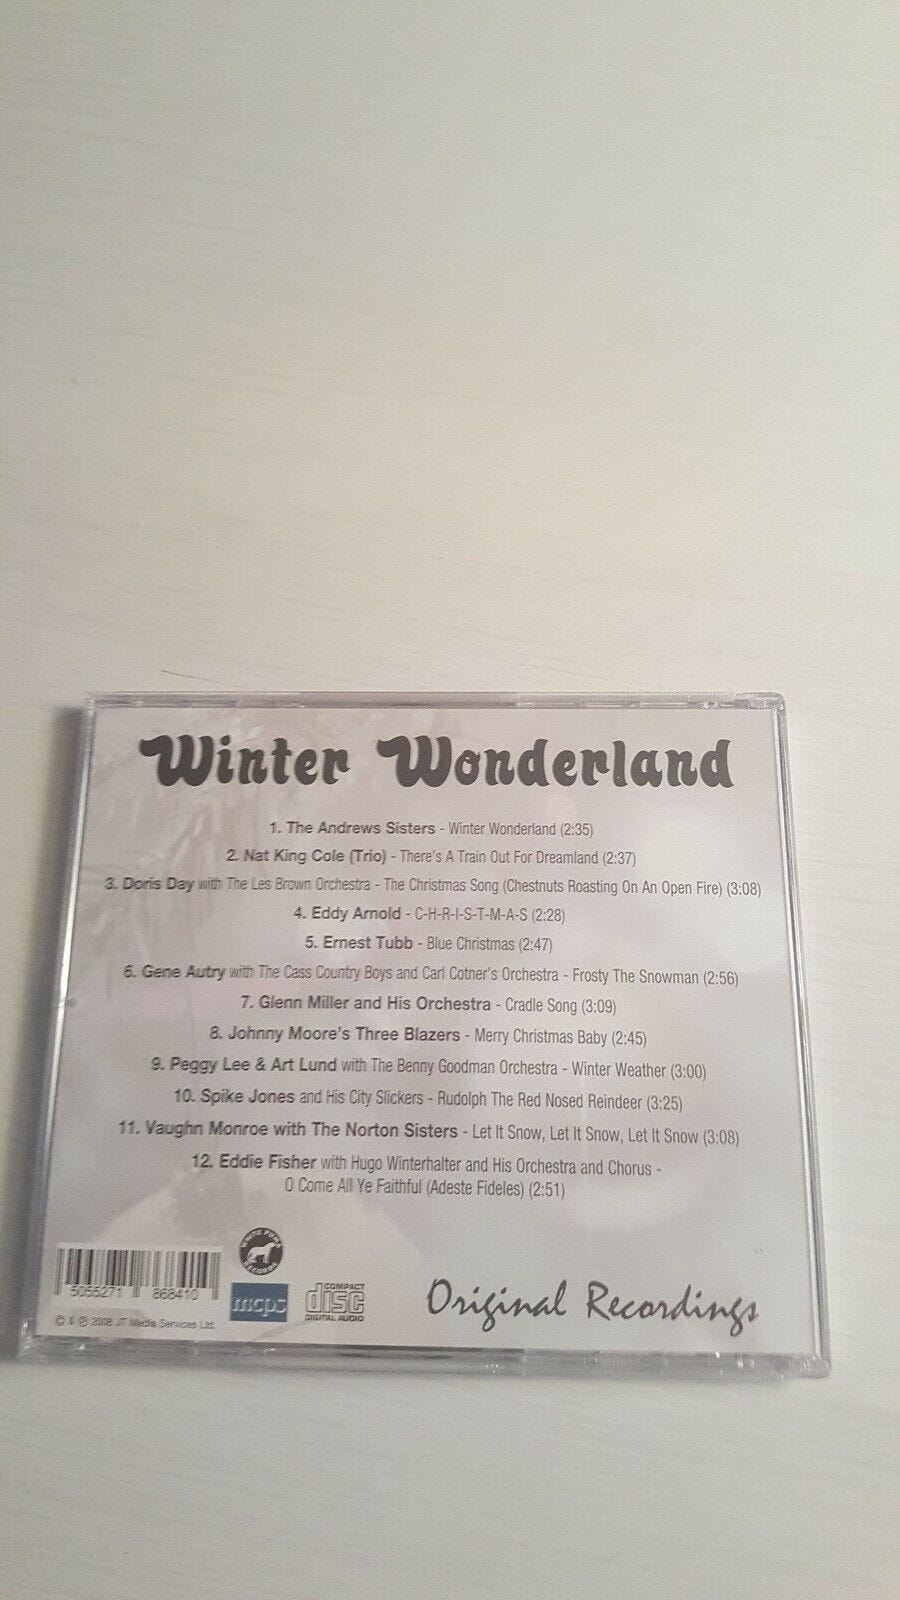 Winter Wonderland
1. The Andrews Sisters - Winter Wonderland (2:35)
2. Nat King Cole (Trio) - There's A Train Out For Dreamland (2:37)
3. Doris Day with The Les Brown Orchestra - The Christmas Song (Chestnuts Roasting On An Open Fire) (3:08)
4. Eddy Arnold - C-H-R-I-S-T-M-A-S (2:28)
5. Ernest Tubb - Blue Christmas (2:47)
6. Gene Autry with The Cass Country Boys and Carl Cotner's Orchestra - Frosty The Snowman (2:56)
7. Glenn Miller and His Orchestra - Cradle Song (3:09)
8. Johnny Moore's Three Blazers - Merry Christmas Baby (2:45)
9. Peggy Lee & Art Lund with The Benny Goodman Orchestra - Winter Weather (3:00)
10. Spike Jones and His City Slickers - Rudolph The Red Nosed Reindeer (3:25)
11. Vaughn Monroe with The Norton Sisters - Let It Snow, Let It Snow, Let It Snow (3:08)
12. Eddie Fisher with Hugo Winterhalter and His Orchestra and Chorus -
O Come All Ye Faithful (Adeste Fideles) (2:51)
5055271 868410
© & ℗ 2008 JT Media Services Ltd.
RECORDS
mcps
COMPACT
disc
DIGITAL AUDIO
Original Recordings